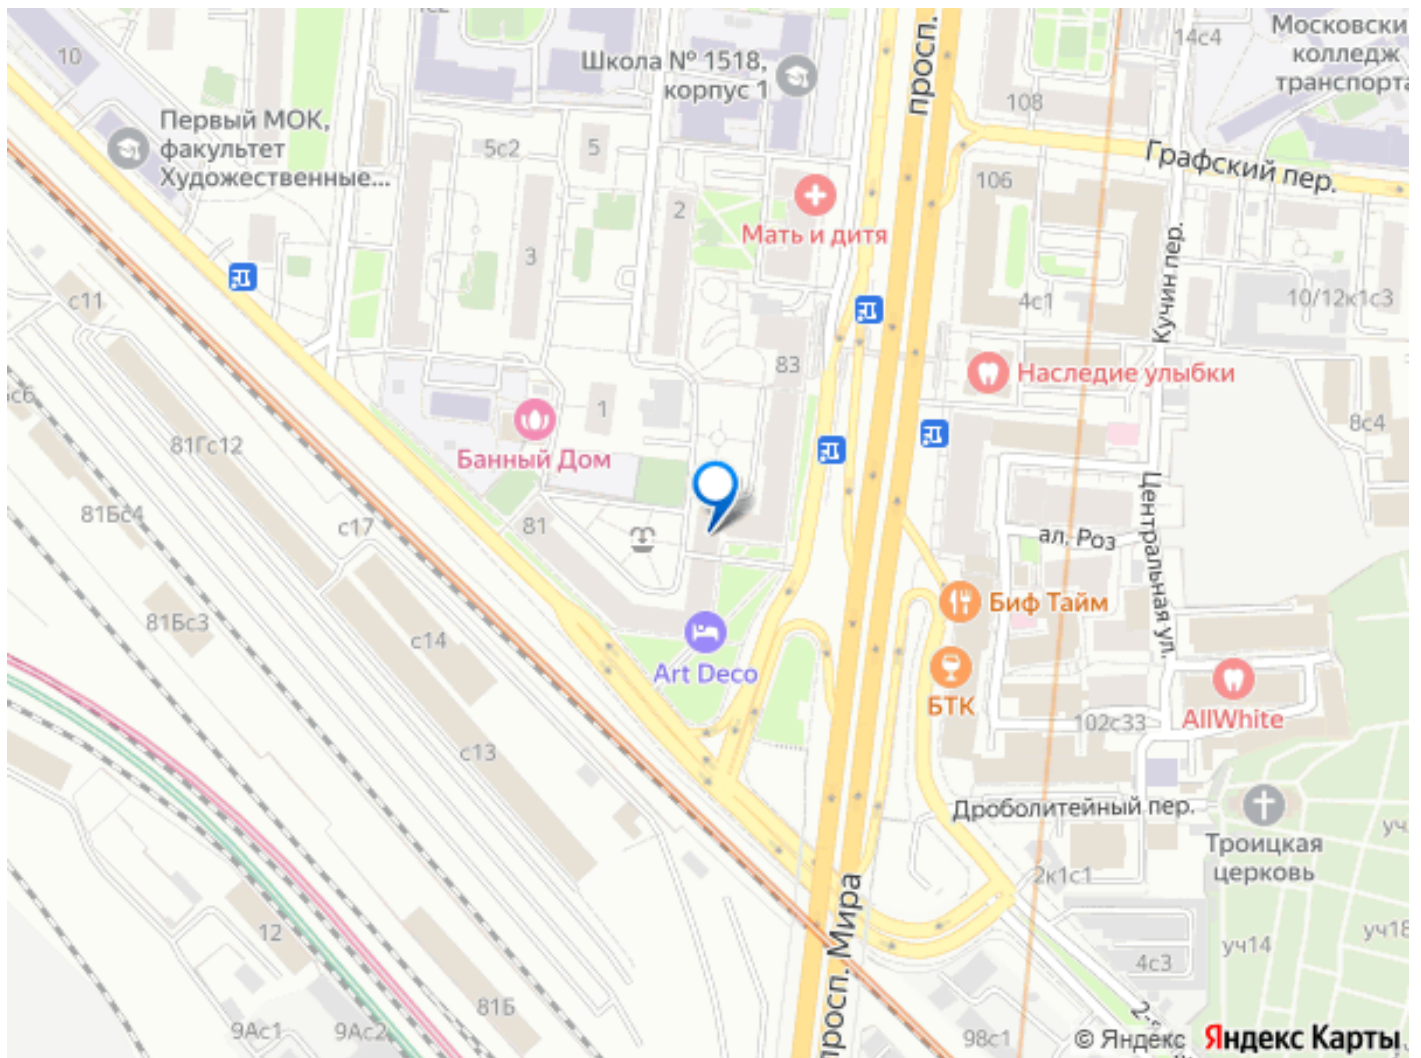 Московски
колледж
транспорта
14с4
Школа № 1518,
корпус 1
просп.
10
108
Первый МОК,
факультет
Художественные...
5с2
5
Графский пер.
106
2
Мать и дитя
3
Кучин пер.
с11
4с1
10/12к1с3
83
Наследие улыбки
1
8с4
81Гс12
Банный Дом
81Бс4
с17
81
Центральная ул.
ал. Роз
Биф Тайм
81Бс3
с14
Art Deco
БТК
102с33
AllWhite
с13
Дроболитейный пер.
Троицкая
церковь
уч.
2к1с1
просп. Мира
12
уч14
уч18
4с3
81Б
9Ас1
9Ас2
98с1
© Яндекс Яндекс Карты